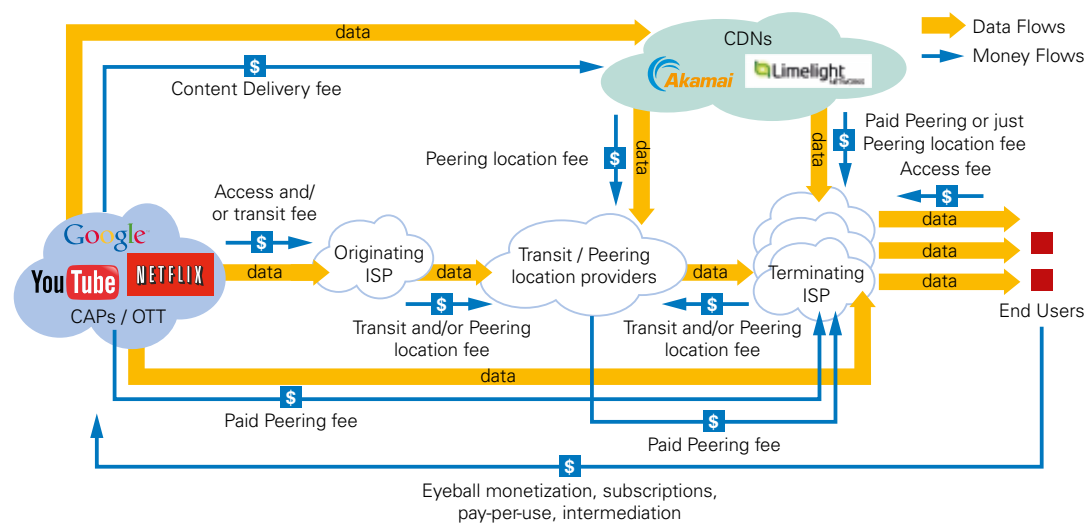 data
CDNs
Data Flows
Money Flows
$
Content Delivery fee
Akamai
Limelight
NETWORKS
Peering location fee
$
data
data
$
Paid Peering or just
Peering location fee
Access fee
$
Access and/
or transit fee
$
Google
YouTube
NETFLIX
CAPs / OTT
data
Originating
ISP
data
Transit / Peering
location providers
data
Terminating
ISP
data
data
data
End Users
$
Transit and/or Peering
location fee
$
Transit and/or Peering
location fee
data
$
Paid Peering fee
$
Paid Peering fee
$
Eyeball monetization, subscriptions,
pay-per-use, intermediation